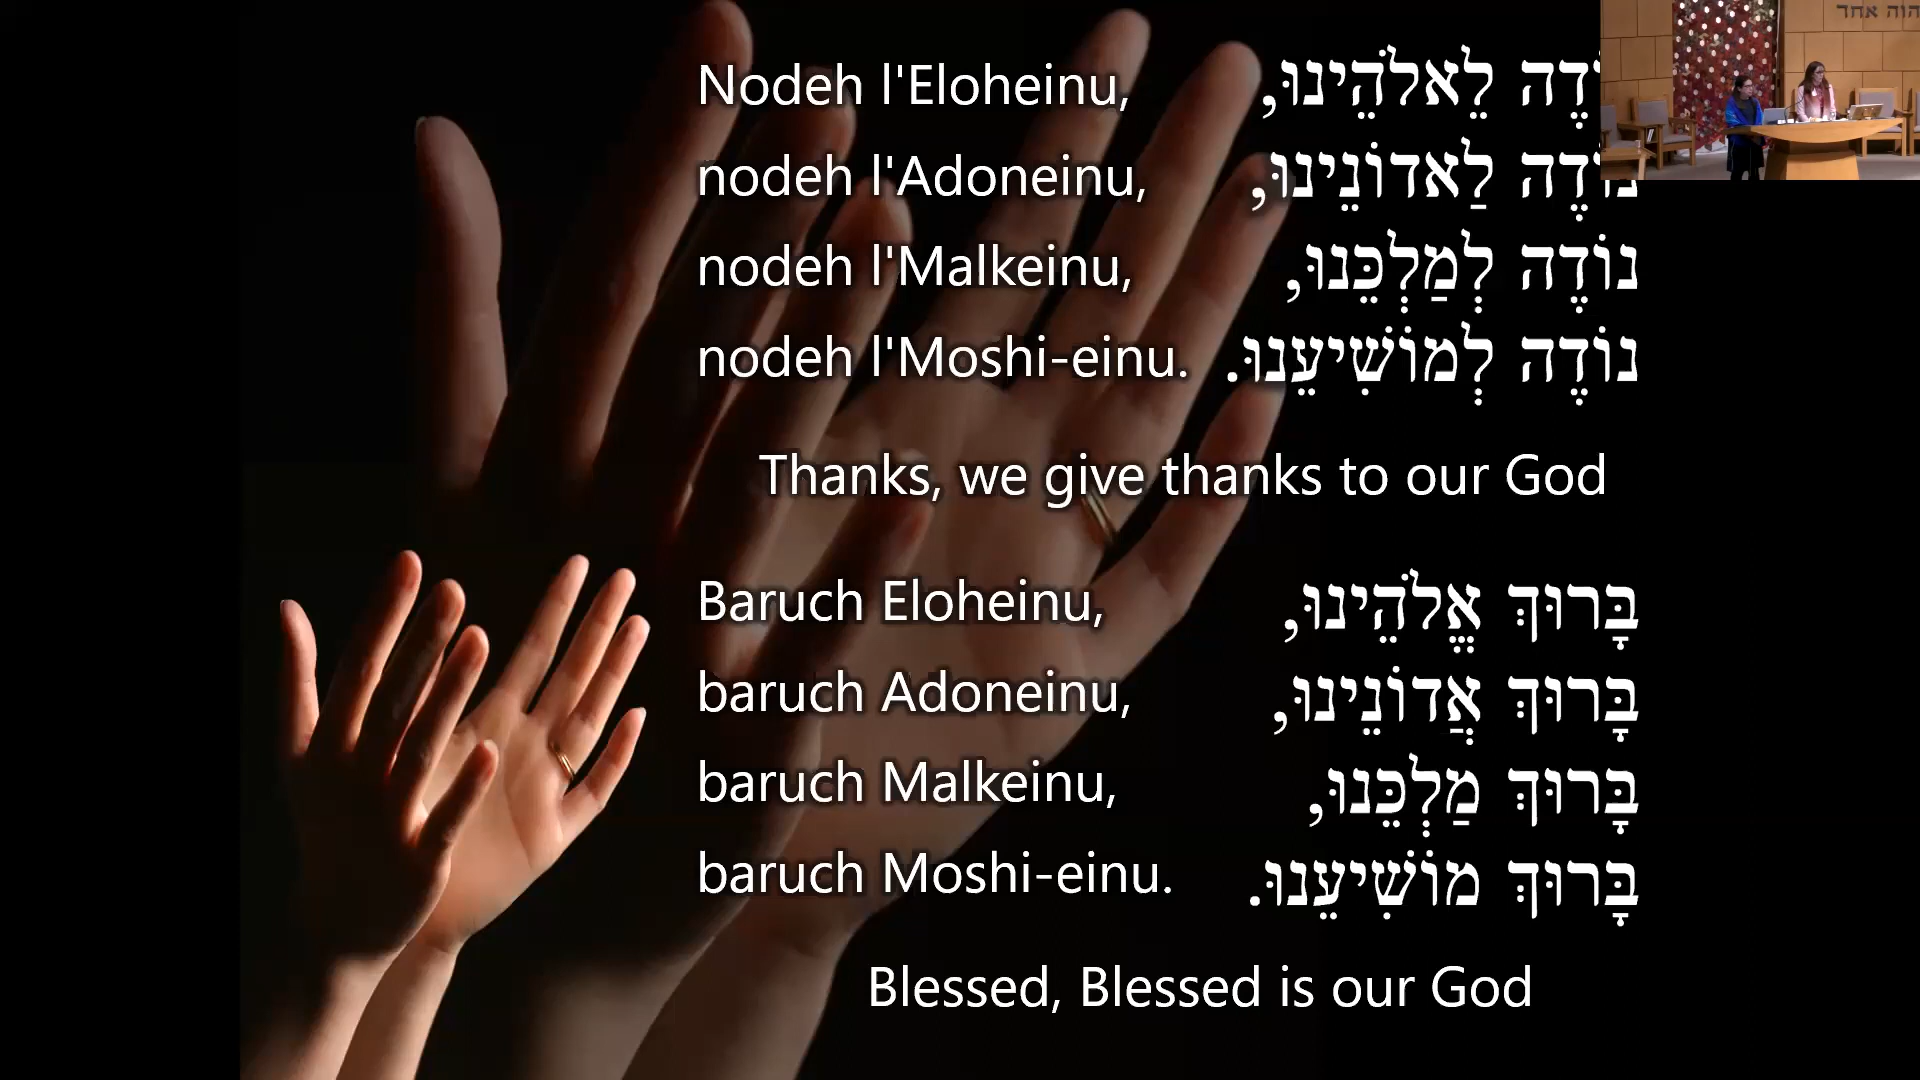 Nodeh l'Eloheinu,
לֵאלֹהֵינוּ,
nodeh l'Adoneinu,
נוֹדֶה לַאדוֹנֵינוּ,
nodeh l'Malkeinu,
נוֹדֶה לְמַלְכֵּנוּ,
nodeh l'Moshi-einu.
נוֹדֶה לְמוֹשִׁיעֵנוּ.
Thanks, we give thanks to our God
Baruch Eloheinu,
בָּרוּךְ אֱלֹהֵינוּ,
baruch Adoneinu,
בָּרוּךְ אֲדוֹנֵינוּ,
baruch Malkeinu,
בָּרוּךְ מַלְכֵּנוּ,
baruch Moshi-einu.
בָּרוּךְ מוֹשִׁיעֵנוּ.
Blessed, Blessed is our God
אחד